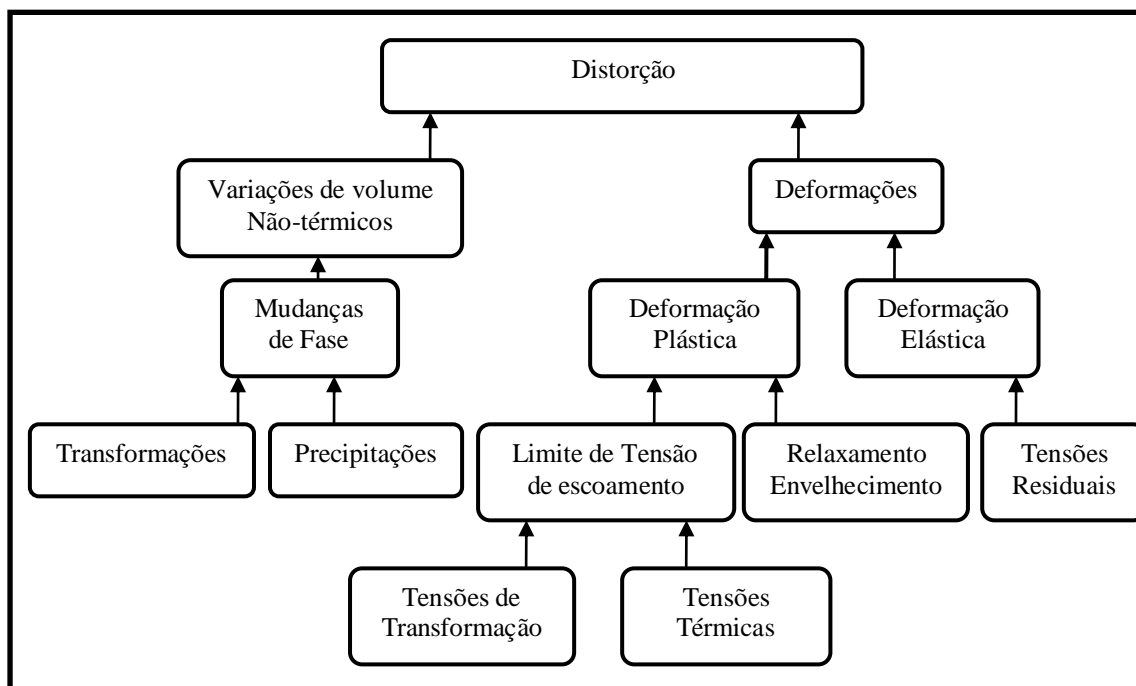 Distorção
Variações de volume
Não-térmicos
Deformações
Mudanças
de Fase
Deformação
Plástica
Deformação
Elástica
Transformações
Precipitações
Limite de Tensão
de escoamento
Relaxamento
Envelhecimento
Tensões
Residuais
Tensões de
Transformação
Tensões
Térmicas